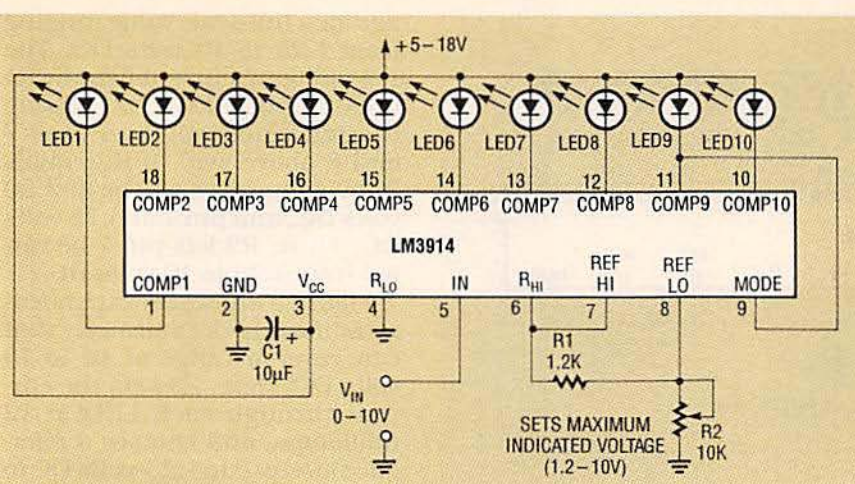 +5–18V
LED1 LED2 LED3 LED4 LED5 LED6 LED7 LED8 LED9 LED10
18 17 16 15 14 13 12 11 10
COMP2 COMP3 COMP4 COMP5 COMP6 COMP7 COMP8 COMP9 COMP10
LM3914
COMP1 GND VCC RLO IN RHI REF HI REF LO MODE
1 2 3 4 5 6 7 8 9
C1
10µF
+
R1
1.2K
VIN
0–10V
SETS MAXIMUM
INDICATED VOLTAGE
(1.2–10V)
R2
10K